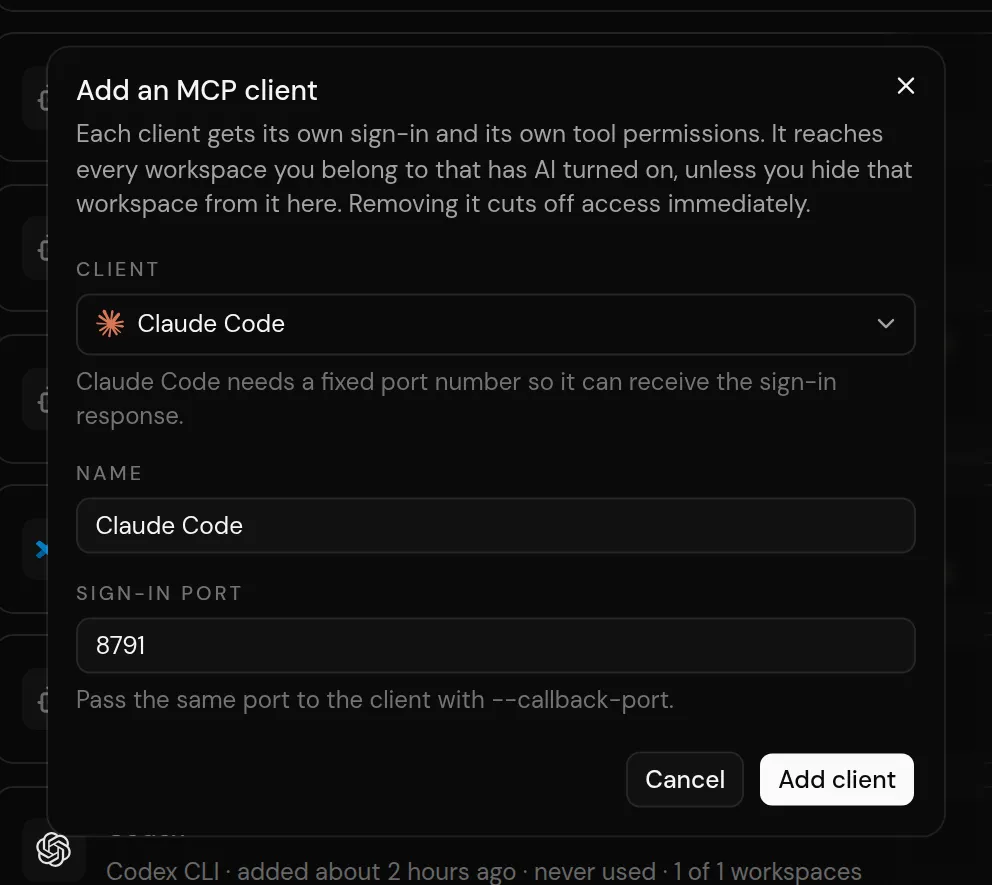 Add an MCP client
Each client gets its own sign-in and its own tool permissions. It reaches
every workspace you belong to that has AI turned on, unless you hide that
workspace from it here. Removing it cuts off access immediately.
CLIENT
Claude Code
Claude Code needs a fixed port number so it can receive the sign-in
response.
NAME
Claude Code
SIGN-IN PORT
8791
Pass the same port to the client with --callback-port.
Cancel
Add client
Codex CLI · added about 2 hours ago · never used · 1 of 1 workspaces